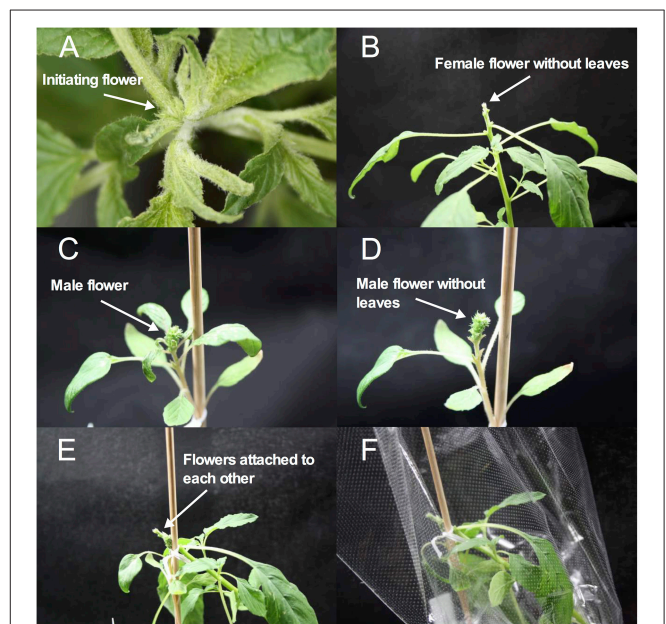 A
Initiating flower
B
Female flower without leaves
C
Male flower
D
Male flower without
leaves
E
Flowers attached to
each other
F